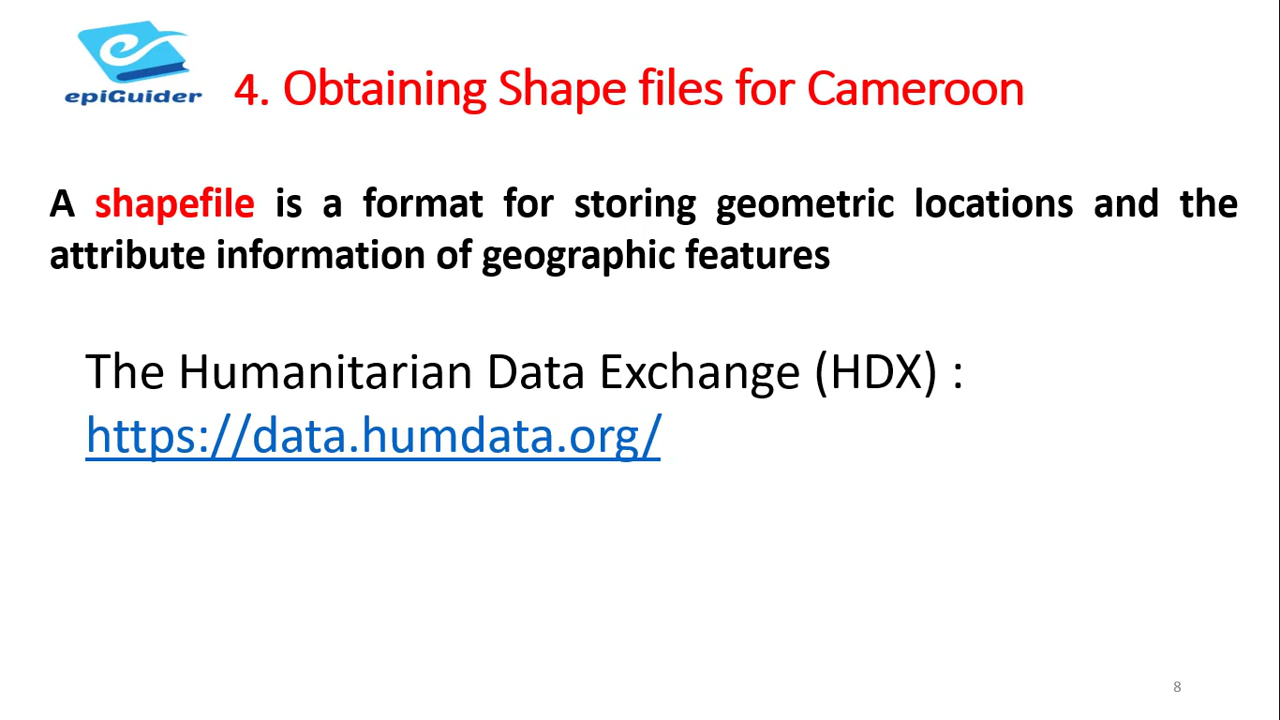 epiGuider
4. Obtaining Shape files for Cameroon
A shapefile is a format for storing geometric locations and the
attribute information of geographic features
The Humanitarian Data Exchange (HDX) :
https://data.humdata.org/
8